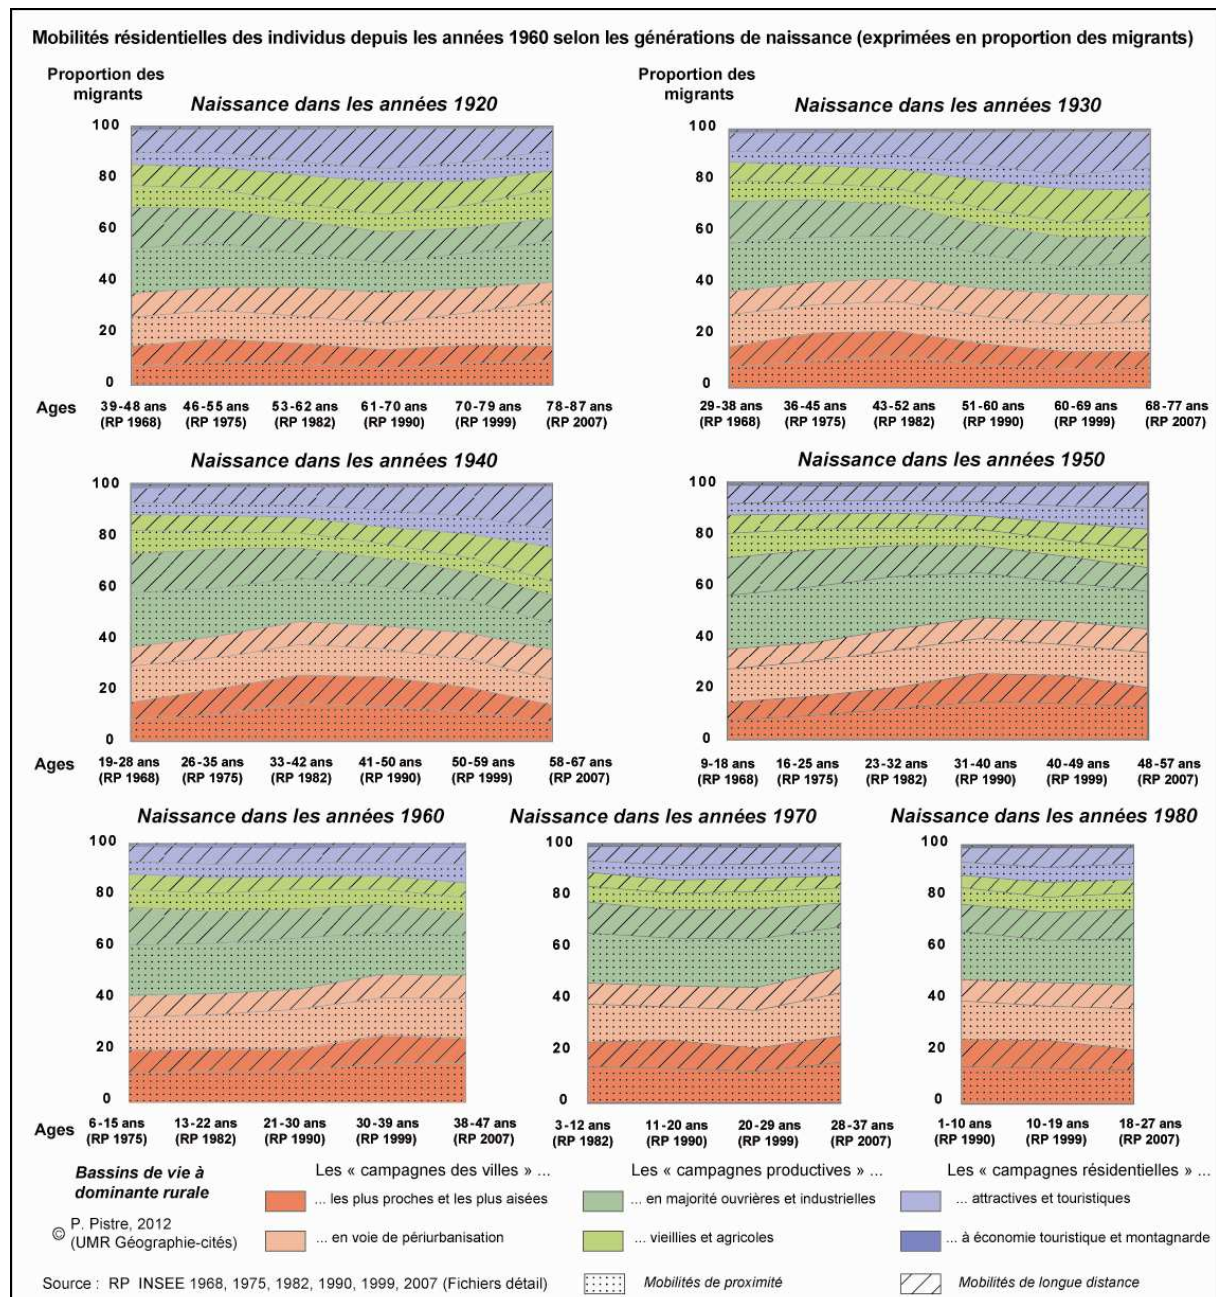 Mobilités résidentielles des individus depuis les années 1960 selon les générations de naissance (exprimées en proportion des migrants)
Proportion des
migrants
Naissance dans les années 1920
100
80
60
40
20
0
Ages
39-48 ans
(RP 1968)
46-55 ans
(RP 1975)
53-62 ans
(RP 1982)
61-70 ans
(RP 1990)
70-79 ans
(RP 1999)
78-87 ans
(RP 2007)
Proportion des
migrants
Naissance dans les années 1930
100
80
60
40
20
0
29-38 ans
(RP 1968)
36-45 ans
(RP 1975)
43-52 ans
(RP 1982)
51-60 ans
(RP 1990)
60-69 ans
(RP 1999)
68-77 ans
(RP 2007)
Naissance dans les années 1940
100
80
60
40
20
0
Ages
19-28 ans
(RP 1968)
26-35 ans
(RP 1975)
33-42 ans
(RP 1982)
41-50 ans
(RP 1990)
50-59 ans
(RP 1999)
58-67 ans
(RP 2007)
Naissance dans les années 1950
100
80
60
40
20
0
9-18 ans
(RP 1968)
16-25 ans
(RP 1975)
23-32 ans
(RP 1982)
31-40 ans
(RP 1990)
40-49 ans
(RP 1999)
48-57 ans
(RP 2007)
Naissance dans les années 1960
100
80
60
40
20
0
Ages
6-15 ans
(RP 1975)
13-22 ans
(RP 1982)
21-30 ans
(RP 1990)
30-39 ans
(RP 1999)
38-47 ans
(RP 2007)
Naissance dans les années 1970
100
80
60
40
20
0
3-12 ans
(RP 1982)
11-20 ans
(RP 1990)
20-29 ans
(RP 1999)
28-37 ans
(RP 2007)
Naissance dans les années 1980
100
80
60
40
20
0
1-10 ans
(RP 1990)
10-19 ans
(RP 1999)
18-27 ans
(RP 2007)
Bassins de vie à
dominante rurale
© P. Pistre, 2012
(UMR Géographie-cités)
Les « campagnes des villes » ...
... les plus proches et les plus aisées
... en voie de périurbanisation
Les « campagnes productives » ...
... en majorité ouvrières et industrielles
... vieillies et agricoles
Les « campagnes résidentielles » ...
... attractives et touristiques
... à économie touristique et montagnarde
Source : RP INSEE 1968, 1975, 1982, 1990, 1999, 2007 (Fichiers détail)
Mobilités de proximité
Mobilités de longue distance